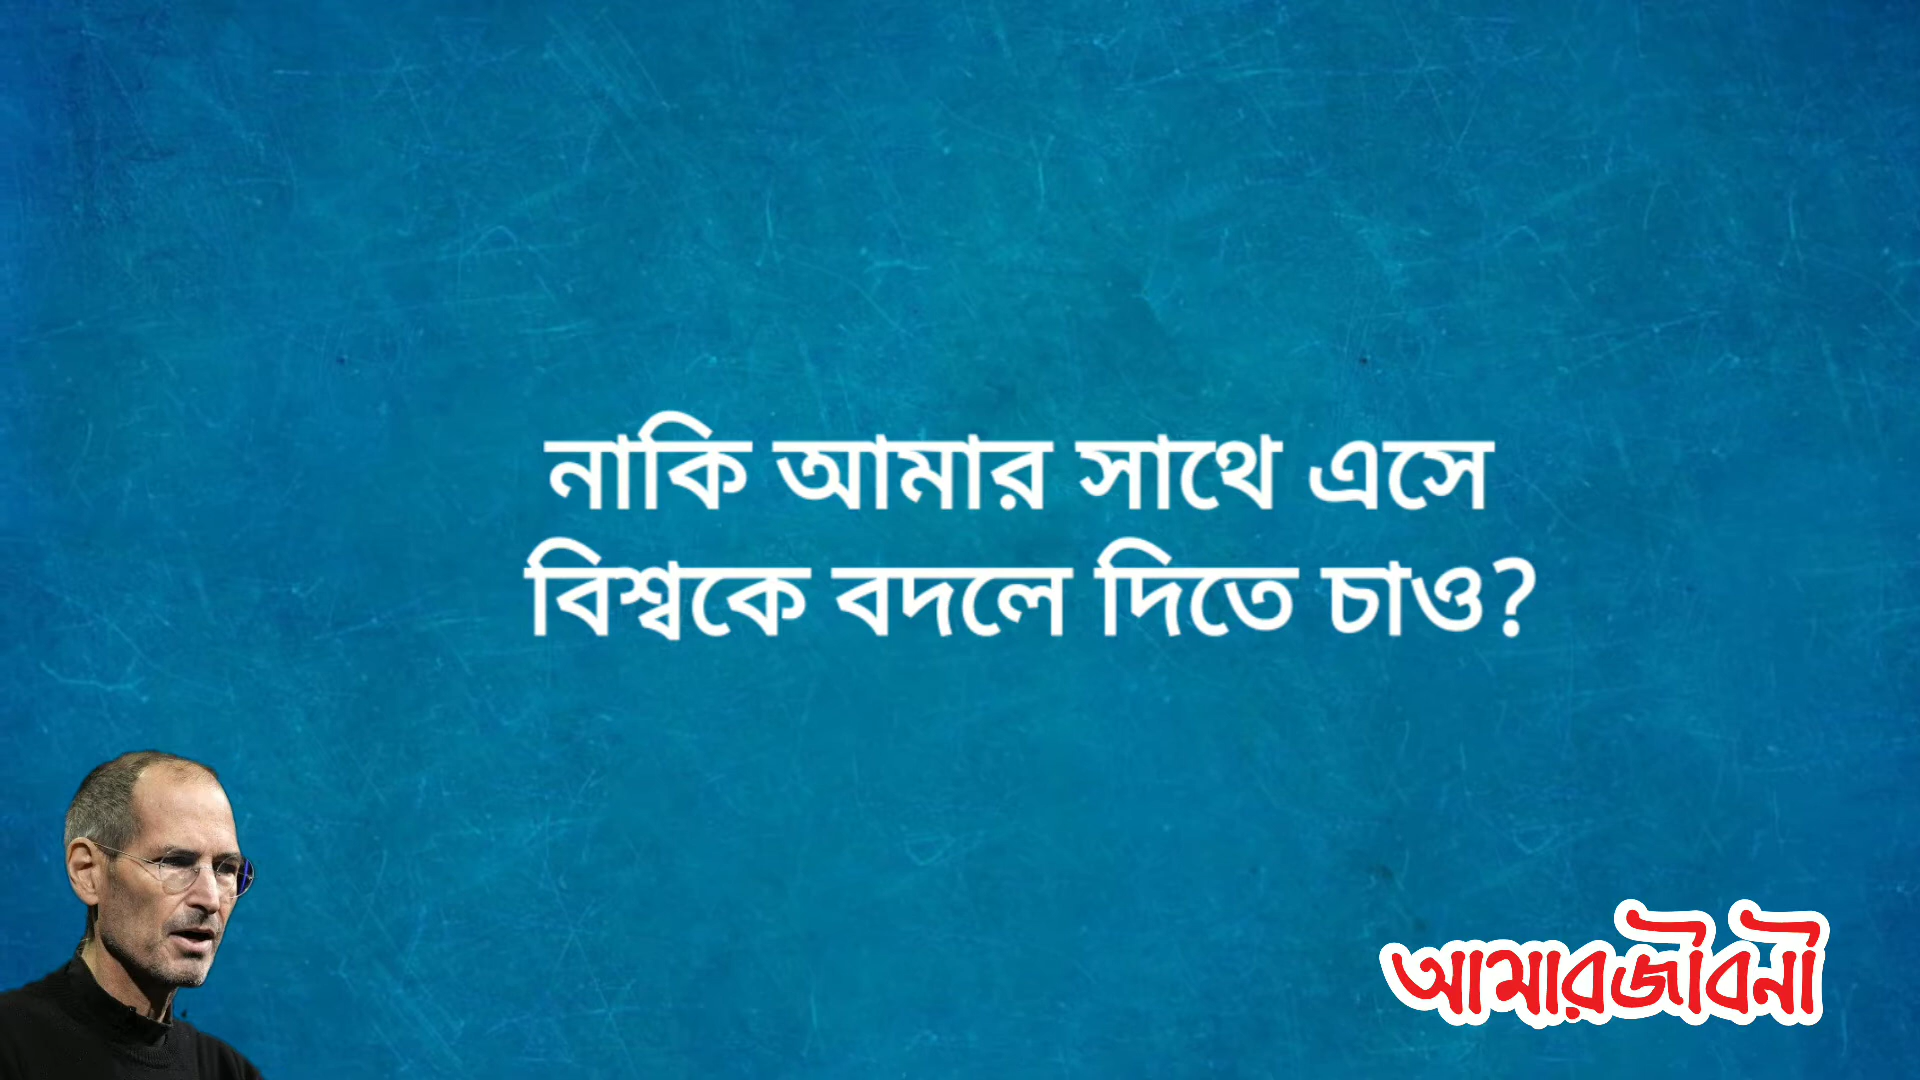 নাকি আমার সাথে এসে
বিশ্বকে বদলে দিতে চাও?
আমারজীবনী